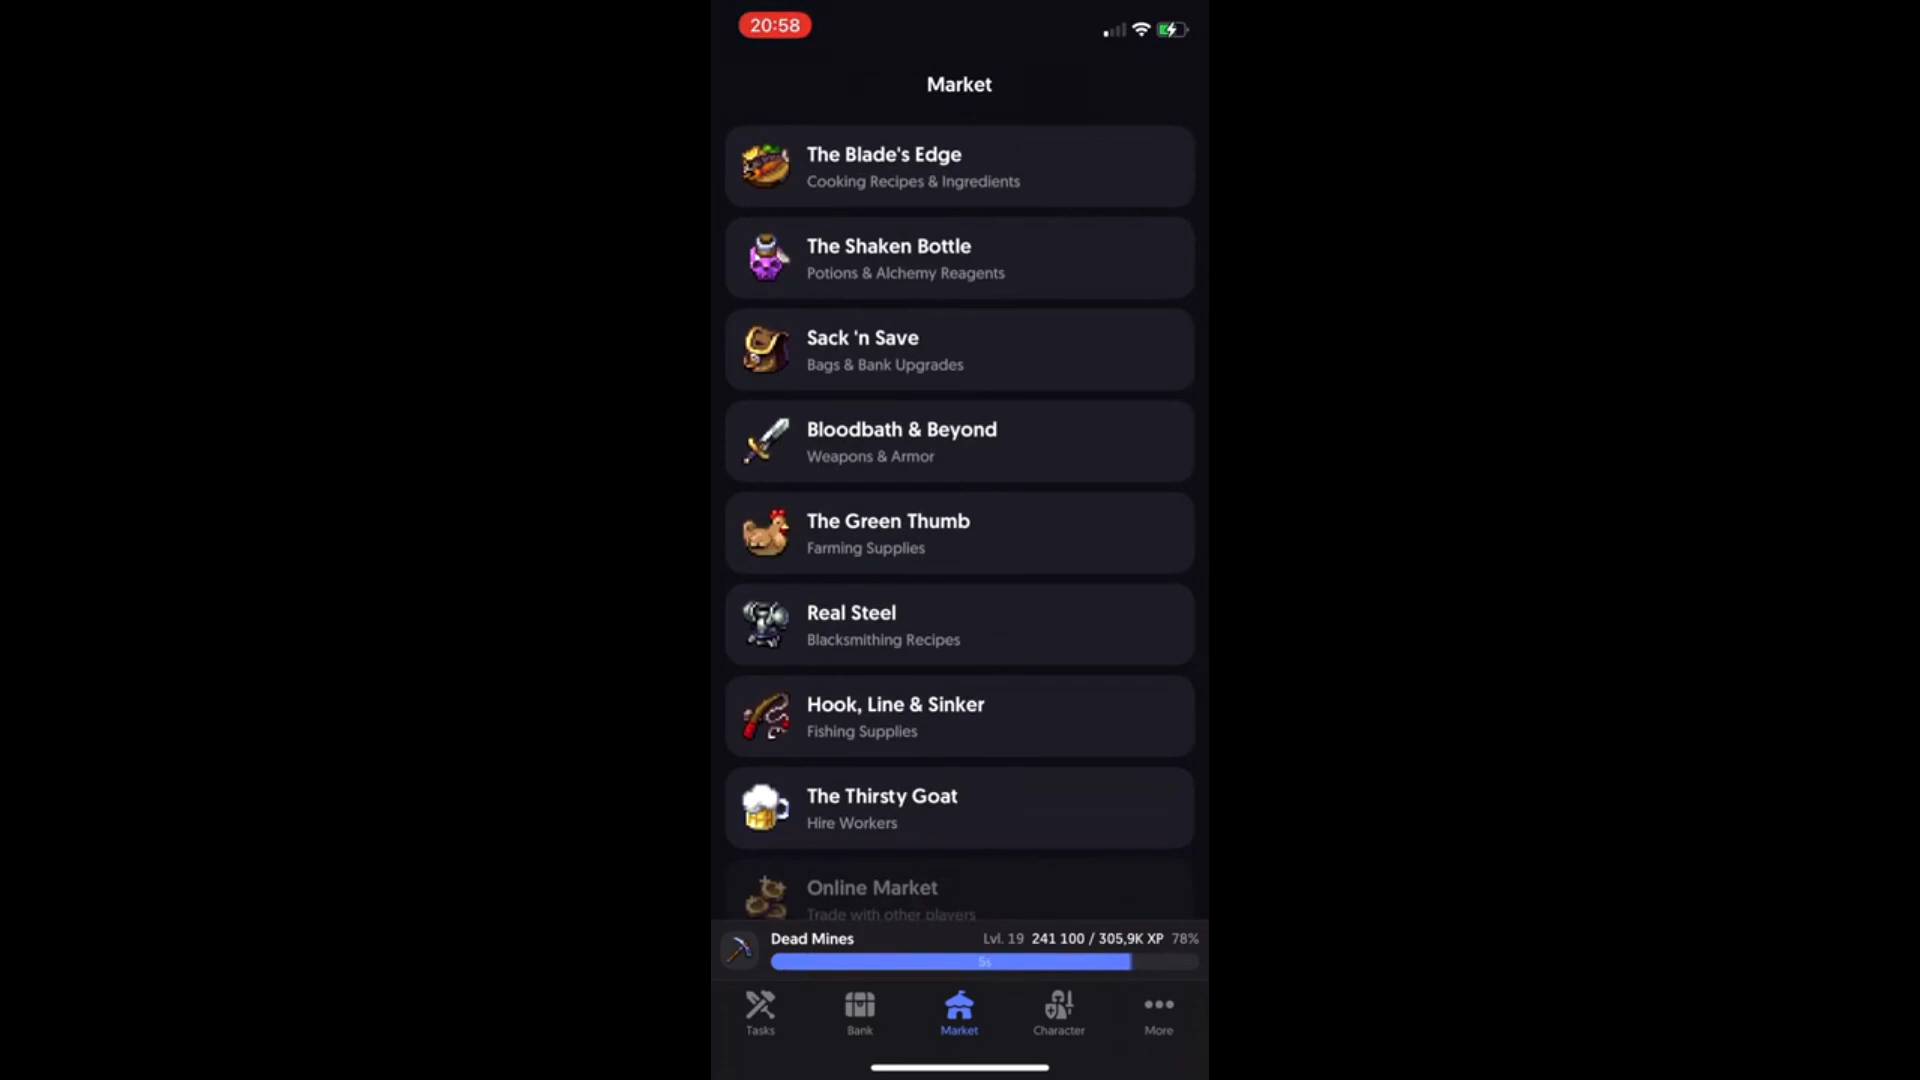 20:58
Market
The Blade's Edge
Cooking Recipes & Ingredients
The Shaken Bottle
Potions & Alchemy Reagents
Sack 'n Save
Bags & Bank Upgrades
Bloodbath & Beyond
Weapons & Armor
The Green Thumb
Farming Supplies
Real Steel
Blacksmithing Recipes
Hook, Line & Sinker
Fishing Supplies
The Thirsty Goat
Hire Workers
Online Market
Trade with other players
Dead Mines Lvl. 19 241 100 / 305,9K XP 78%
5s
Tasks Bank Market Character More